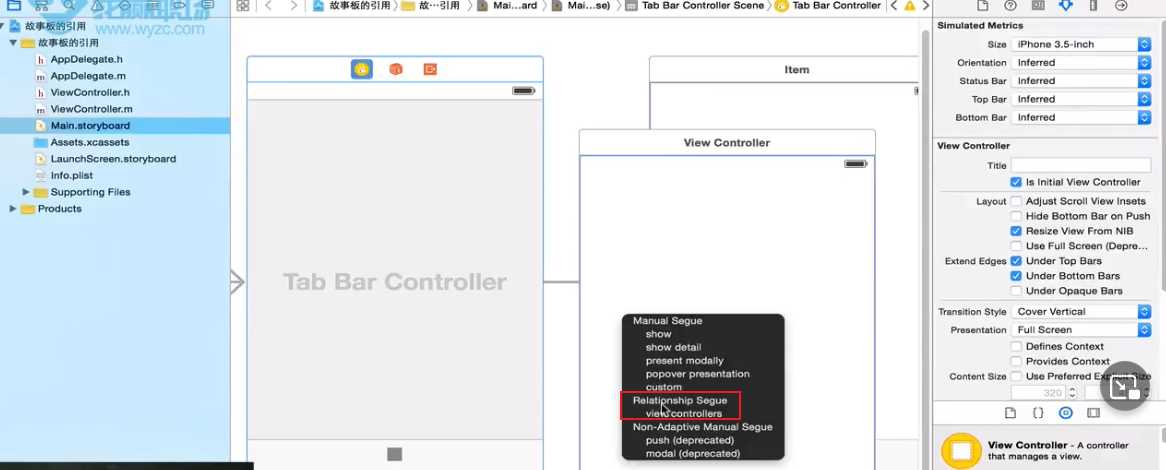 www.wyzc.com
故事板的引用
故事板的引用
AppDelegate.h
AppDelegate.m
ViewController.h
ViewController.m
Main.storyboard
Assets.xcassets
LaunchScreen.storyboard
Info.plist
Supporting Files
Products
故事板的引用
故...引用
Mai...ard
Mai...se)
Tab Bar Controller Scene
Tab Bar Controller
Item
View Controller
Tab Bar Controller
Manual Segue
show
show detail
present modally
popover presentation
custom
Relationship Segue
view controllers
Non-Adaptive Manual Segue
push (deprecated)
modal (deprecated)
Simulated Metrics
Size iPhone 3.5-inch
Orientation Inferred
Status Bar Inferred
Top Bar Inferred
Bottom Bar Inferred
View Controller
Title
Is Initial View Controller
Layout Adjust Scroll View Insets
Hide Bottom Bar on Push
Resize View From NIB
Use Full Screen (Depre...
Extend Edges Under Top Bars
Under Bottom Bars
Under Opaque Bars
Transition Style Cover Vertical
Presentation Full Screen
Defines Context
Provides Context
Content Size Use Preferred Explicit Size
320
View Controller - A controller
that manages a view.